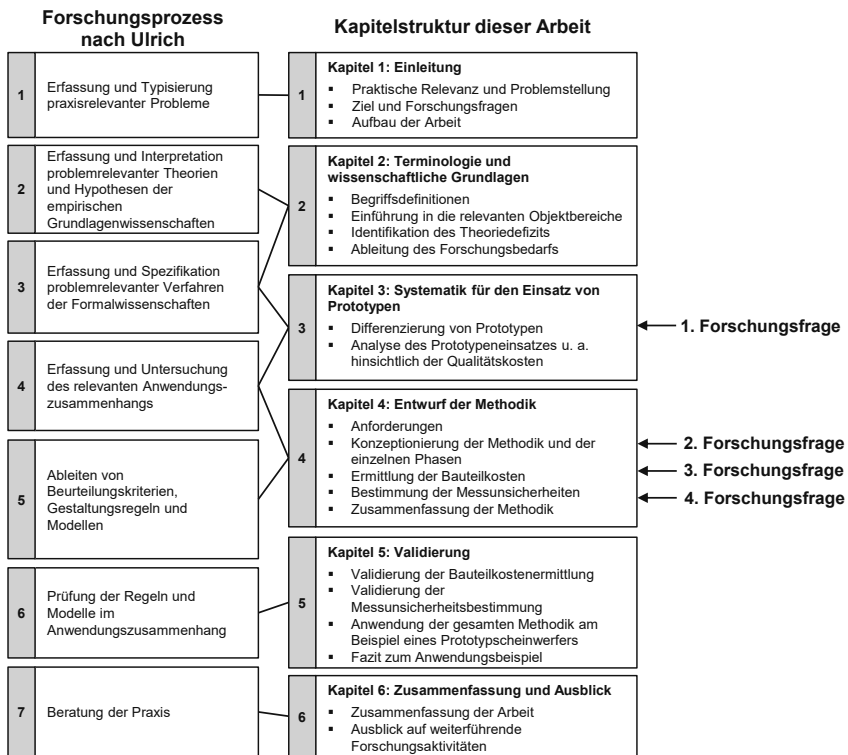 Forschungsprozess
nach Ulrich
1
Erfassung und Typisierung
praxisrelevanter Probleme
2
Erfassung und Interpretation
problemrelevanter Theorien
und Hypothesen der
empirischen
Grundlagenwissenschaften
3
Erfassung und Spezifikation
problemrelevanter Verfahren
der Formalwissenschaften
4
Erfassung und Untersuchung
des relevanten Anwendungs-
zusammenhangs
5
Ableiten von
Beurteilungskriterien,
Gestaltungsregeln und
Modellen
6
Prüfung der Regeln und
Modelle im
Anwendungszusammenhang
7
Beratung der Praxis
Kapitelstruktur dieser Arbeit
1
Kapitel 1: Einleitung
▪ Praktische Relevanz und Problemstellung
▪ Ziel und Forschungsfragen
▪ Aufbau der Arbeit
2
Kapitel 2: Terminologie und
wissenschaftliche Grundlagen
▪ Begriffsdefinitionen
▪ Einführung in die relevanten Objektbereiche
▪ Identifikation des Theoriedefizits
▪ Ableitung des Forschungsbedarfs
3
Kapitel 3: Systematik für den Einsatz von
Prototypen
▪ Differenzierung von Prototypen
▪ Analyse des Prototypeneinsatzes u. a.
hinsichtlich der Qualitätskosten
4
Kapitel 4: Entwurf der Methodik
▪ Anforderungen
▪ Konzeptionierung der Methodik und der
einzelnen Phasen
▪ Ermittlung der Bauteilkosten
▪ Bestimmung der Messunsicherheiten
▪ Zusammenfassung der Methodik
5
Kapitel 5: Validierung
▪ Validierung der Bauteilkostenermittlung
▪ Validierung der
Messunsicherheitsbestimmung
▪ Anwendung der gesamten Methodik am
Beispiel eines Prototypscheinwerfers
▪ Fazit zum Anwendungsbeispiel
6
Kapitel 6: Zusammenfassung und Ausblick
▪ Zusammenfassung der Arbeit
▪ Ausblick auf weiterführende
Forschungsaktivitäten
1. Forschungsfrage
2. Forschungsfrage
3. Forschungsfrage
4. Forschungsfrage